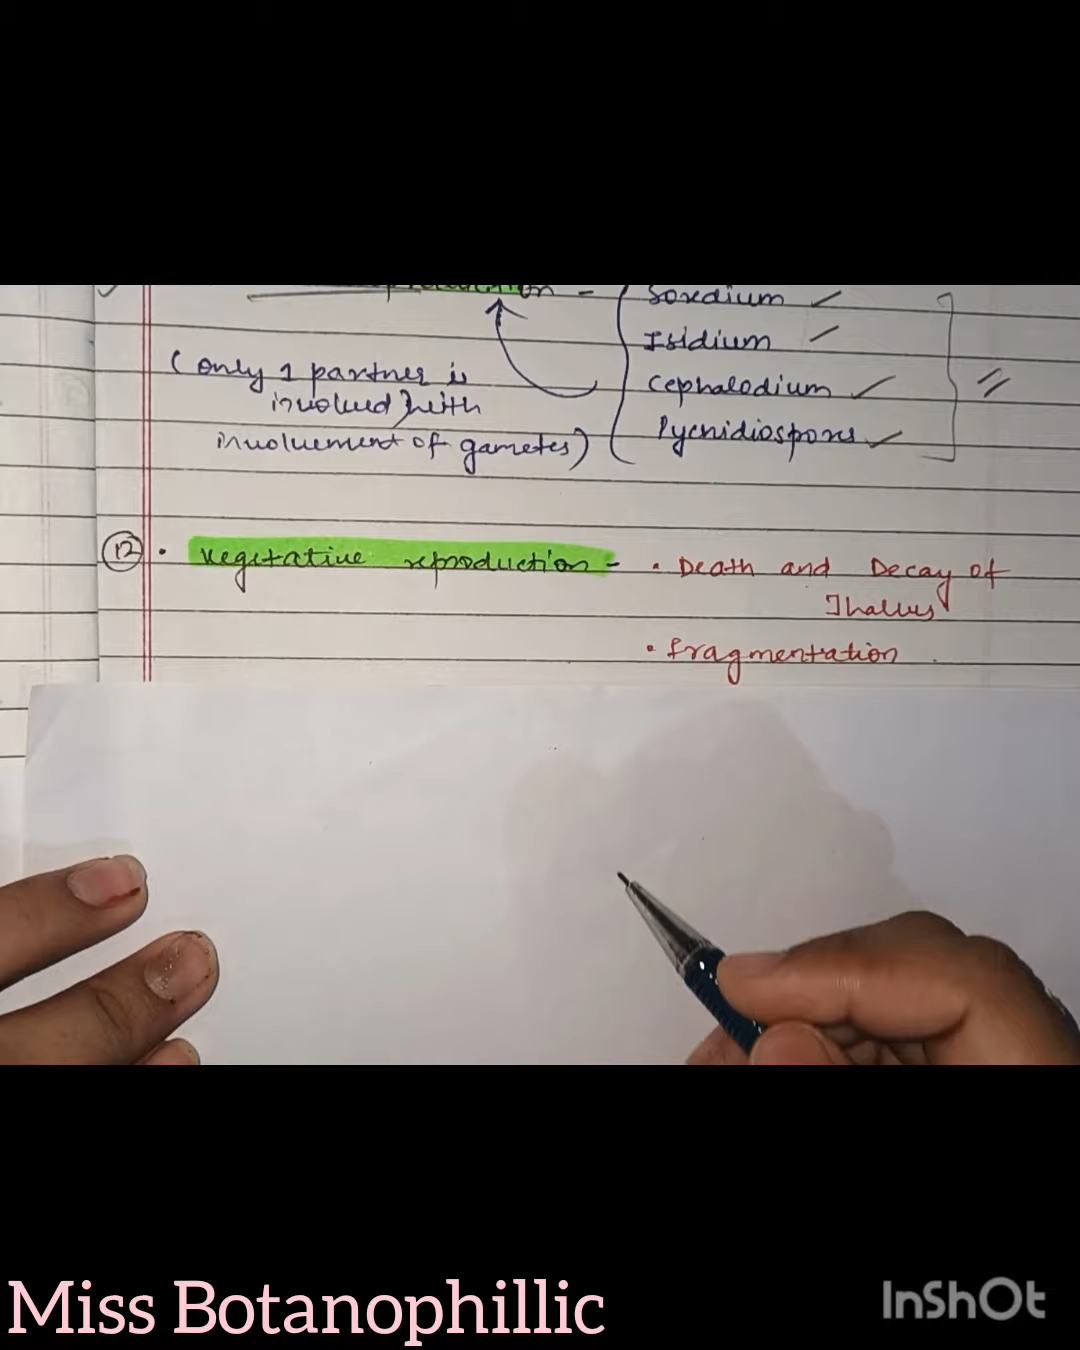 Soredium
Isidium
(only 1 partner is
involved) with
Cephalodium
involvement of gametes)
Pycnidiospores
12 • Vegetative reproduction - • Death and Decay of
Thallus
• fragmentation
Miss Botanophillic
InShOt